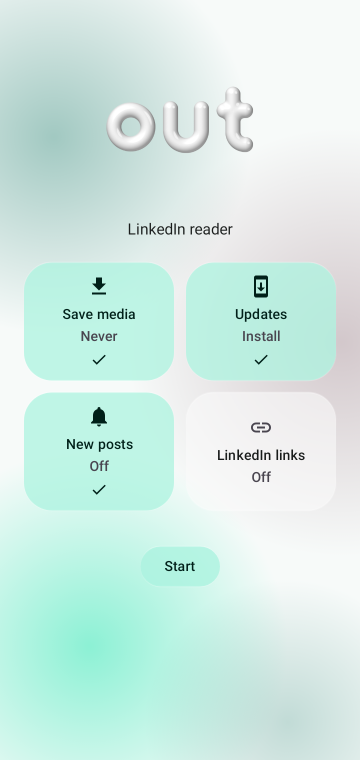 out
LinkedIn reader
Save media
Never
Updates
Install
New posts
Off
LinkedIn links
Off
Start